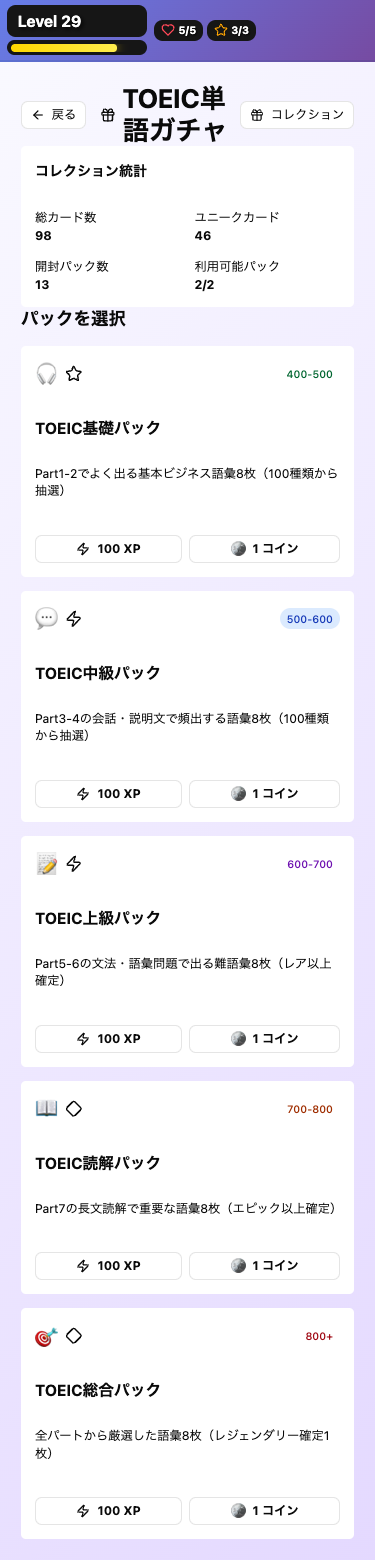 Level 29
5/5
3/3
戻る
TOEIC単
語ガチャ
コレクション
コレクション統計
総カード数
ユニークカード
98
46
開封パック数
利用可能パック
13
2/2
パックを選択
400-500
TOEIC基礎パック
Part1-2でよく出る基本ビジネス語彙8枚（100種類から
抽選）
100 XP
1 コイン
500-600
TOEIC中級パック
Part3-4の会話・説明文で頻出する語彙8枚（100種類
から抽選）
100 XP
1 コイン
600-700
TOEIC上級パック
Part5-6の文法・語彙問題で出る難語彙8枚（レア以上
確定）
100 XP
1 コイン
700-800
TOEIC読解パック
Part7の長文読解で重要な語彙8枚（エピック以上確定）
100 XP
1 コイン
800+
TOEIC総合パック
全パートから厳選した語彙8枚（レジェンダリー確定1
枚）
100 XP
1 コイン